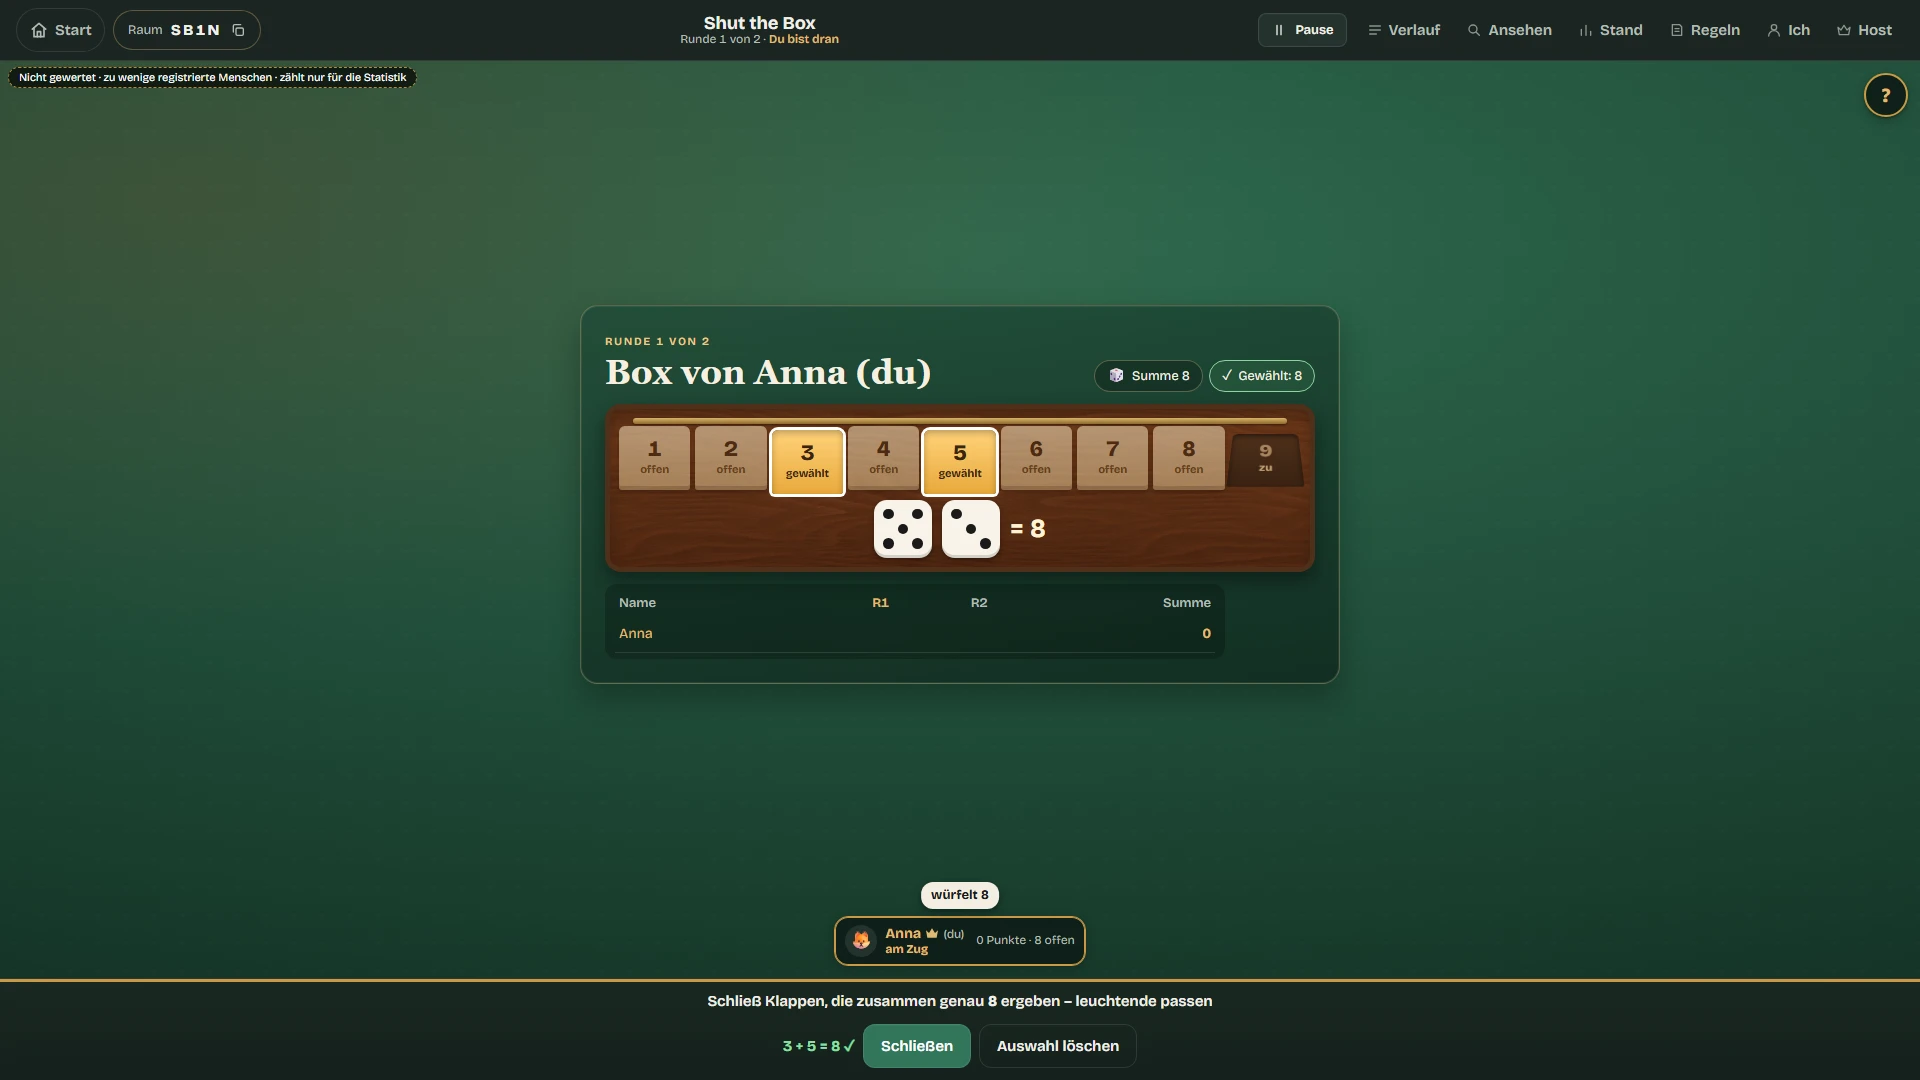 Start
Raum SB1N
Shut the Box
Runde 1 von 2 · Du bist dran
Pause
Verlauf
Ansehen
Stand
Regeln
Ich
Host
Nicht gewertet · zu wenige registrierte Menschen · zählt nur für die Statistik
?
RUNDE 1 VON 2
Box von Anna (du)
Summe 8
✓ Gewählt: 8
1 2 3 4 5 6 7 8 9
offen offen gewählt offen gewählt offen offen offen zu
= 8
Name R1 R2 Summe
Anna 0
würfelt 8
Anna (du)
am Zug
0 Punkte · 8 offen
Schließ Klappen, die zusammen genau 8 ergeben – leuchtende passen
3 + 5 = 8 ✓
Schließen
Auswahl löschen